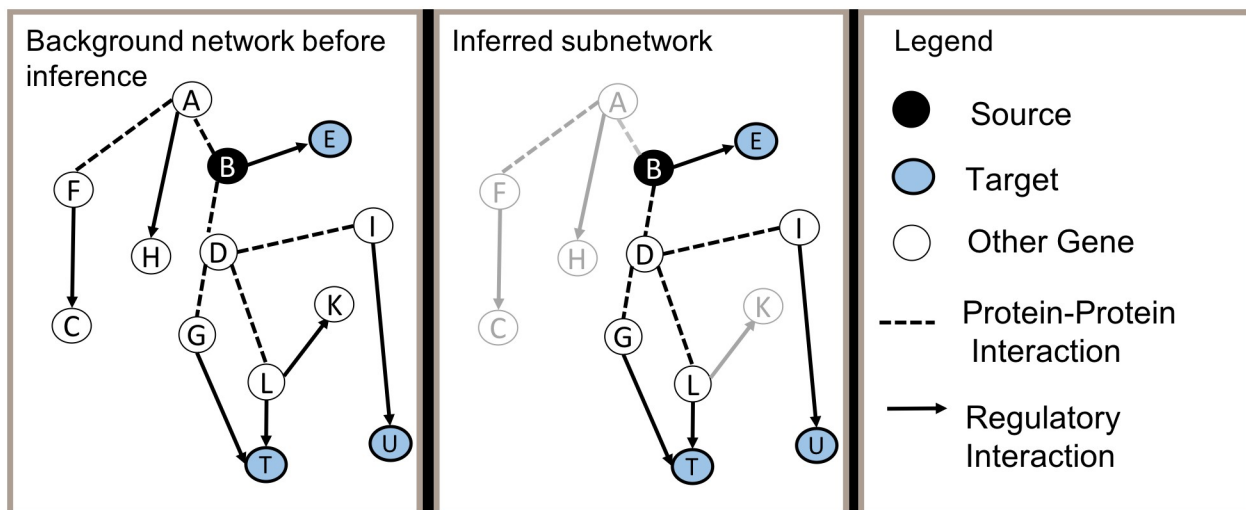 Background network before
inference
A
E
B
F
I
D
H
K
C
G
L
U
T
Inferred subnetwork
A
E
B
F
I
D
H
K
C
G
L
U
T
Legend
Source
Target
Other Gene
Protein-Protein
Interaction
Regulatory
Interaction